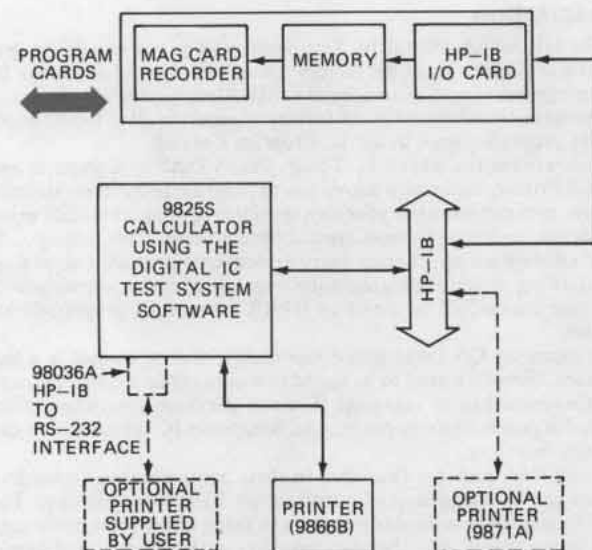 PROGRAM
CARDS
MAG CARD
RECORDER
MEMORY
HP-IB
I/O CARD
9825S
CALCULATOR
USING THE
DIGITAL IC
TEST SYSTEM
SOFTWARE
HP-IB
98036A
HP-IB
TO
RS-232
INTERFACE
OPTIONAL
PRINTER
SUPPLIED
BY USER
PRINTER
(9866B)
OPTIONAL
PRINTER
(9871A)